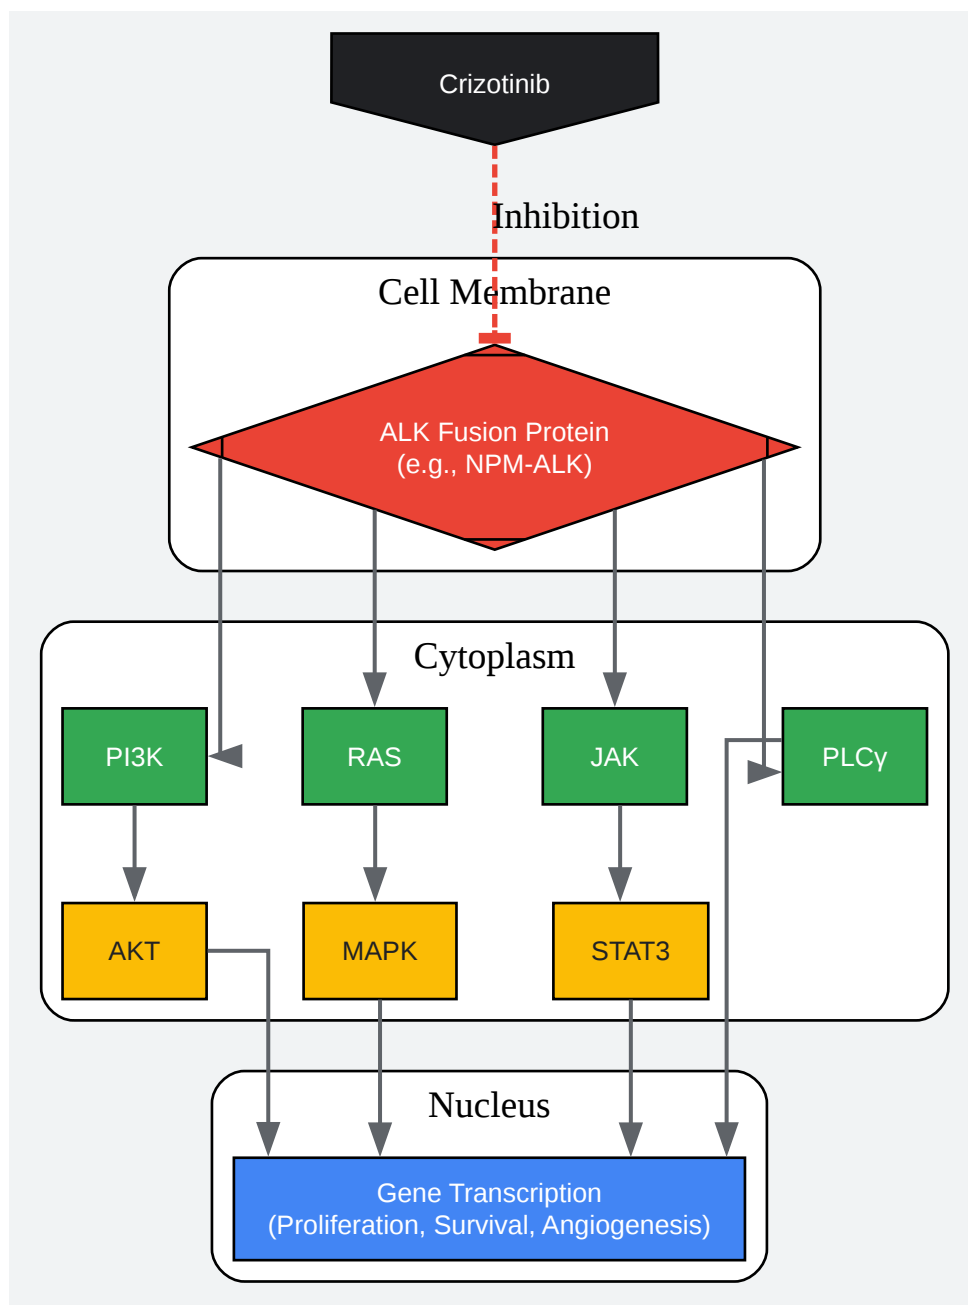 Crizotinib
Inhibition
Cell Membrane
ALK Fusion Protein
(e.g., NPM-ALK)
Cytoplasm
PI3K
RAS
JAK
PLCγ
AKT
MAPK
STAT3
Nucleus
Gene Transcription
(Proliferation, Survival, Angiogenesis)